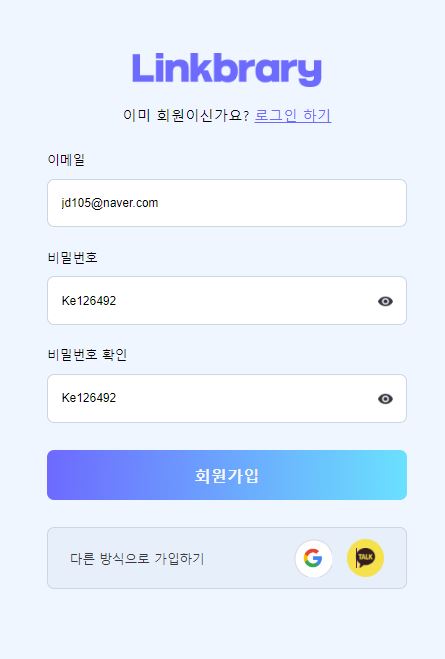 Linkbrary
이미 회원이신가요? 로그인 하기
이메일
jd105@naver.com
비밀번호
Ke126492
비밀번호 확인
Ke126492
회원가입
다른 방식으로 가입하기
TALK